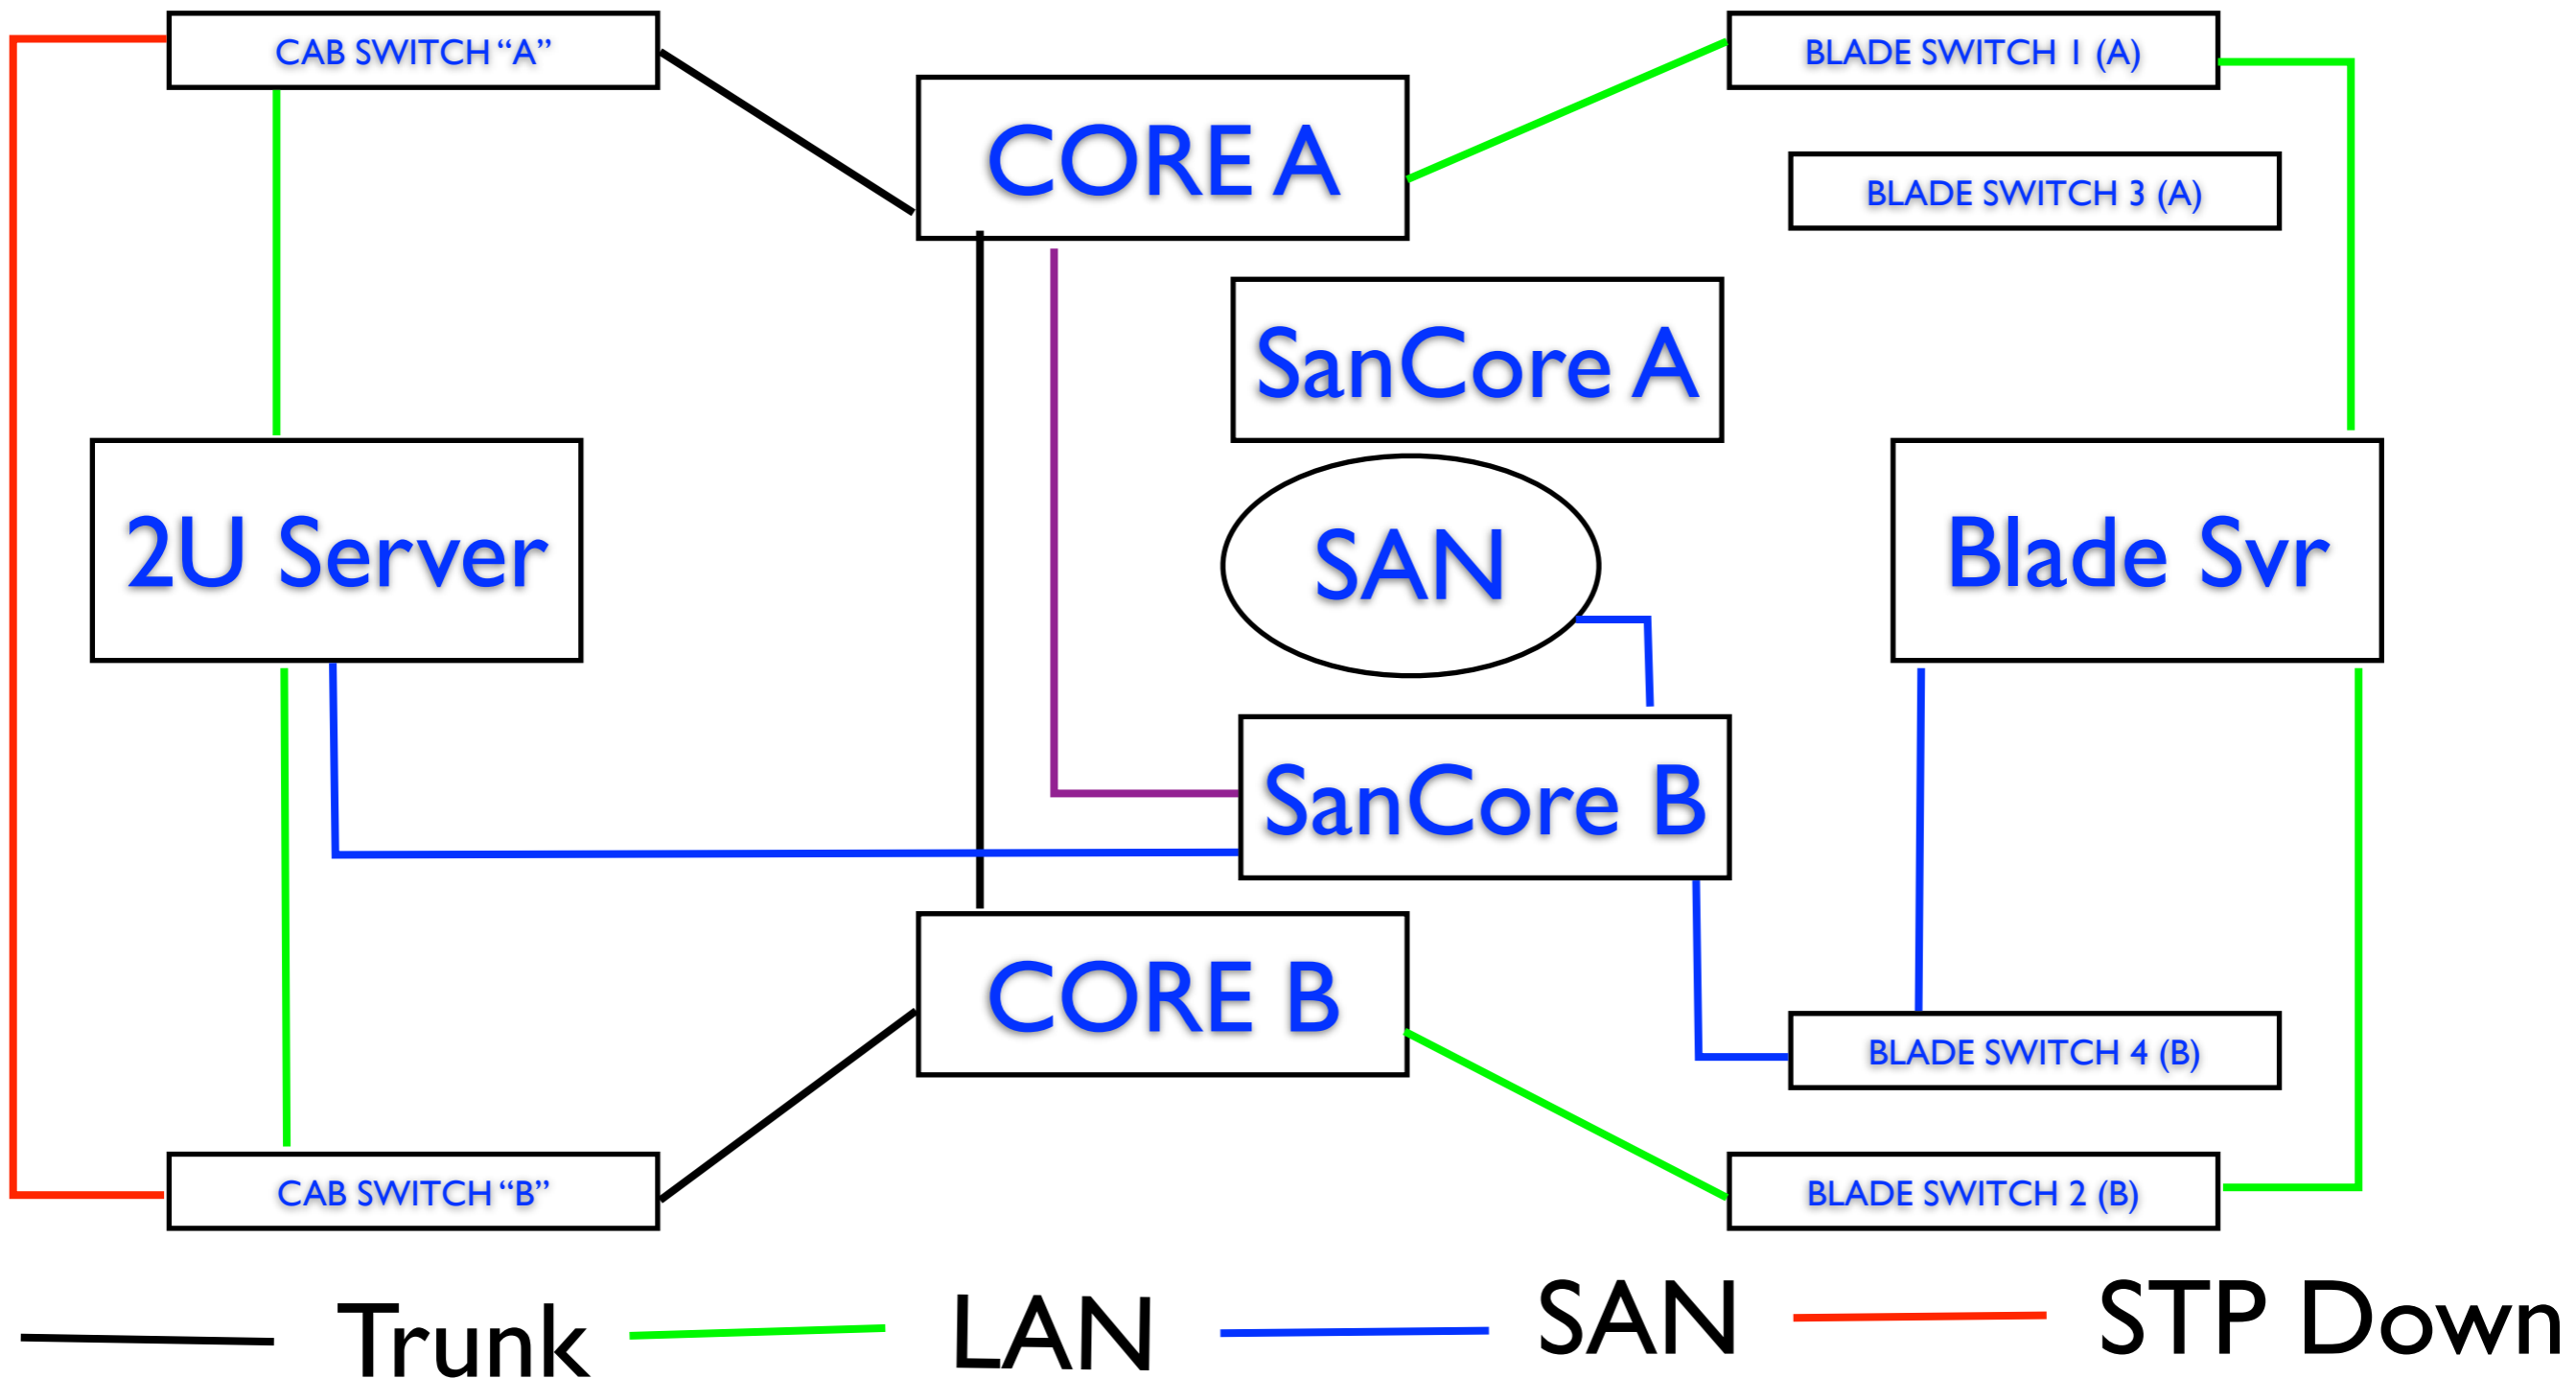 CAB SWITCH “A”
BLADE SWITCH 1 (A)
CORE A
BLADE SWITCH 3 (A)
SanCore A
2U Server
SAN
Blade Svr
SanCore B
CORE B
BLADE SWITCH 4 (B)
CAB SWITCH “B”
BLADE SWITCH 2 (B)
Trunk
LAN
SAN
STP Down